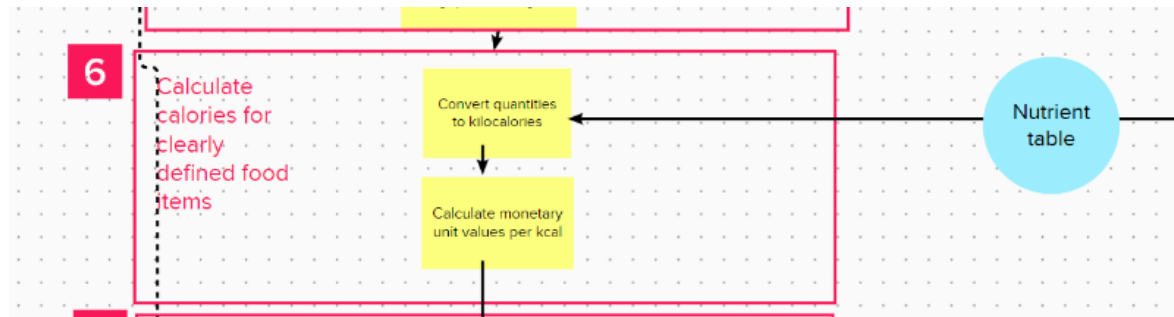 6
Calculate
calories for
clearly
defined food
items
Convert quantities
to kilocalories
Calculate monetary
unit values per kcal
Nutrient
table